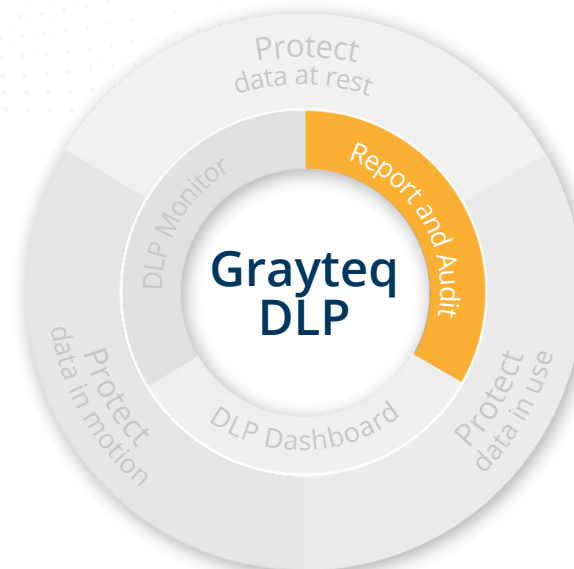 Protect
data at rest
Report and Audit
DLP Monitor
Grayteq
DLP
DLP Dashboard
Protect
data in motion
Protect
data in use